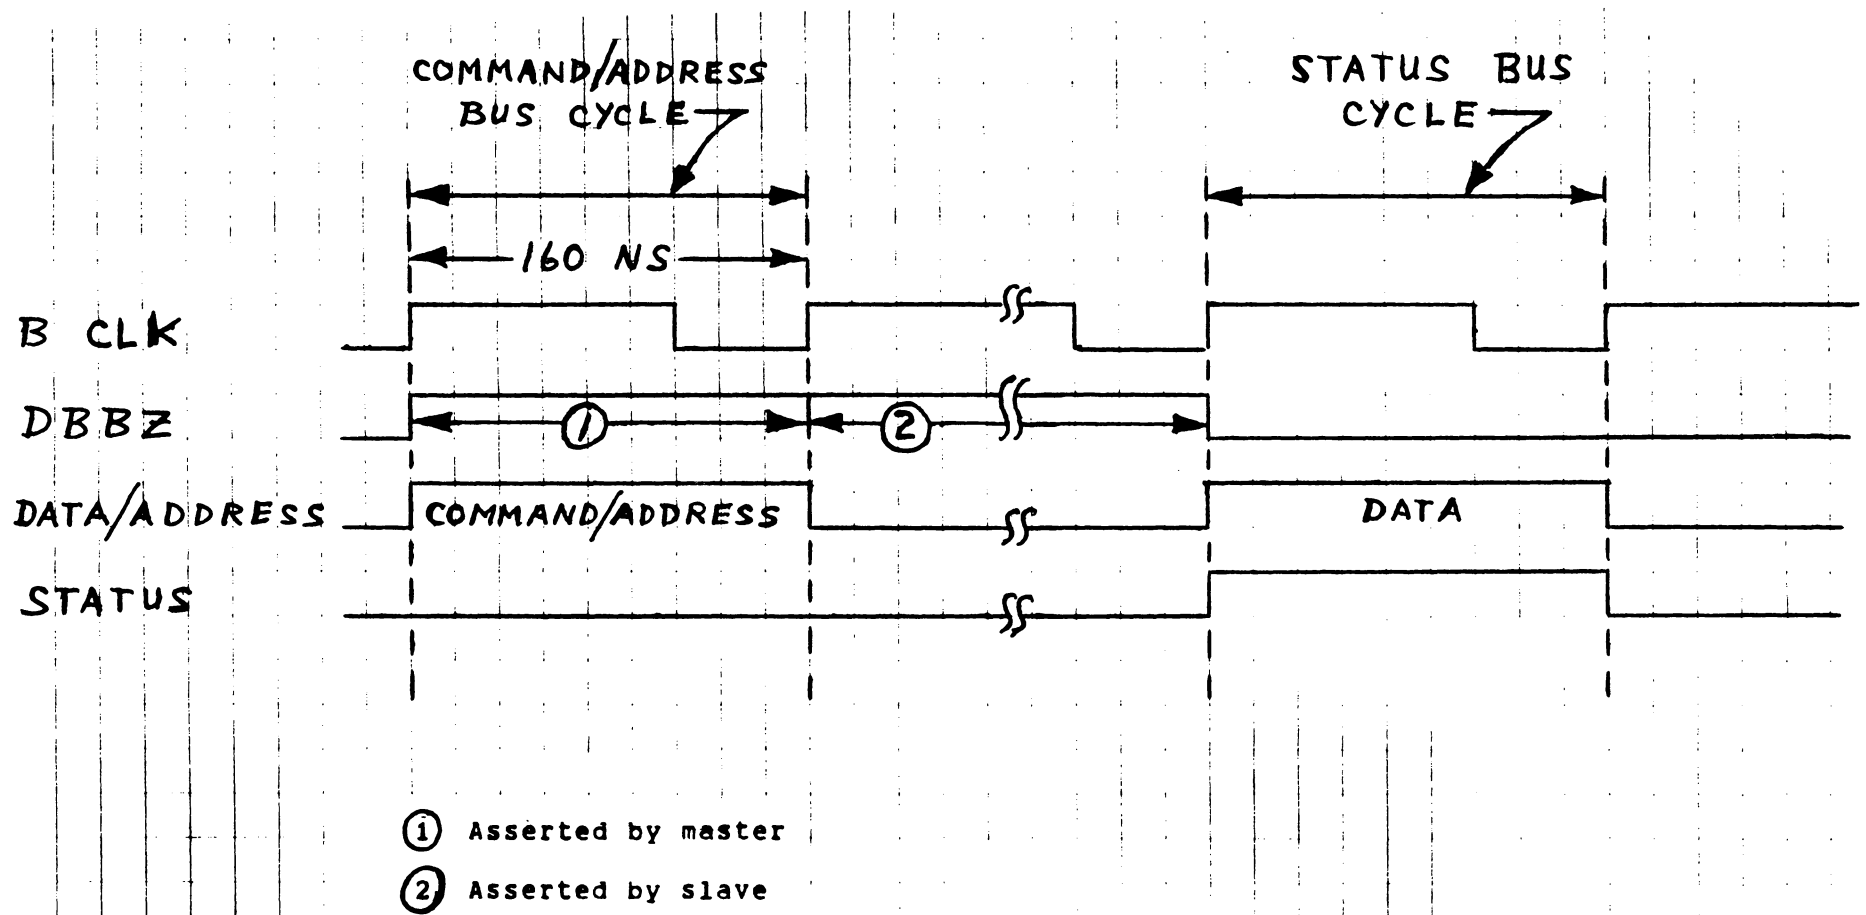 COMMAND/ADDRESS
BUS CYCLE
STATUS BUS
CYCLE
160 NS
B CLK
DBBZ
1
2
DATA/ADDRESS
COMMAND/ADDRESS
DATA
STATUS
1 Asserted by master
2 Asserted by slave